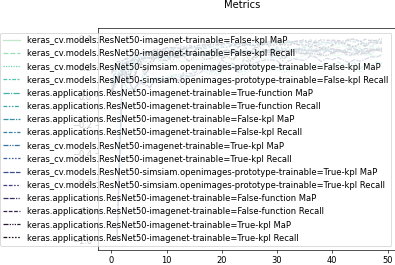 Metrics
keras_cv.models.ResNet50-imagenet-trainable=False-kpl MaP
keras_cv.models.ResNet50-imagenet-trainable=False-kpl Recall
keras_cv.models.ResNet50-simsiam.openimages-prototype-trainable=False-kpl MaP
keras_cv.models.ResNet50-simsiam.openimages-prototype-trainable=False-kpl Recall
keras.applications.ResNet50-imagenet-trainable=True-function MaP
keras.applications.ResNet50-imagenet-trainable=True-function Recall
keras.applications.ResNet50-imagenet-trainable=False-kpl MaP
keras.applications.ResNet50-imagenet-trainable=False-kpl Recall
keras_cv.models.ResNet50-imagenet-trainable=True-kpl MaP
keras_cv.models.ResNet50-imagenet-trainable=True-kpl Recall
keras_cv.models.ResNet50-simsiam.openimages-prototype-trainable=True-kpl MaP
keras_cv.models.ResNet50-simsiam.openimages-prototype-trainable=True-kpl Recall
keras.applications.ResNet50-imagenet-trainable=False-function MaP
keras.applications.ResNet50-imagenet-trainable=False-function Recall
keras.applications.ResNet50-imagenet-trainable=True-kpl MaP
keras.applications.ResNet50-imagenet-trainable=True-kpl Recall
0 10 20 30 40 50